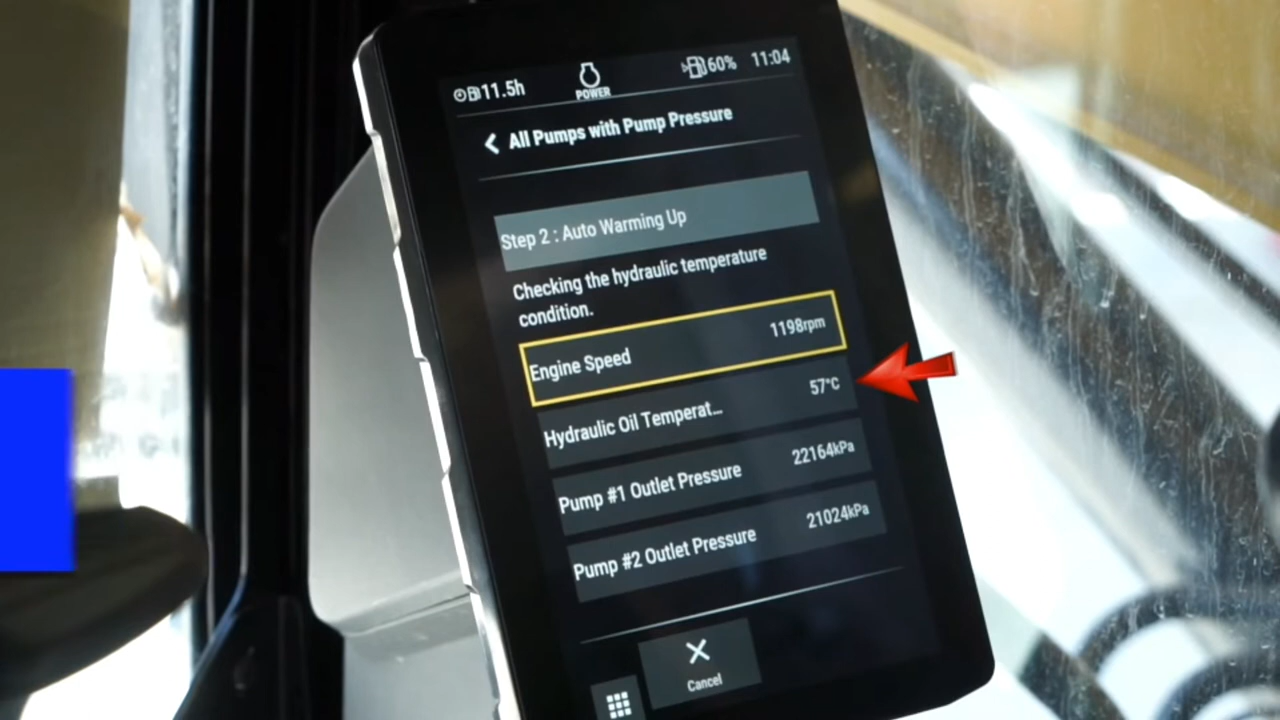 11.5h
POWER
60%
11:04
All Pumps with Pump Pressure
Step 2 : Auto Warming Up
Checking the hydraulic temperature
condition.
Engine Speed 1198rpm
Hydraulic Oil Temperat... 57°C
Pump #1 Outlet Pressure 22164kPa
Pump #2 Outlet Pressure 21024kPa
Cancel